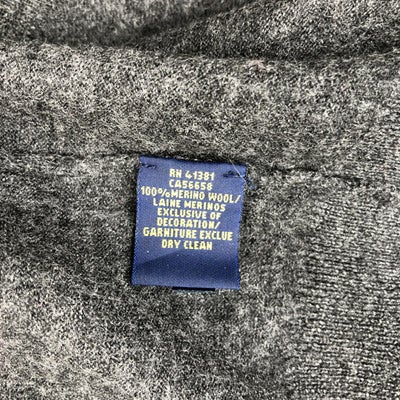 RN 41381
CA56658
100% MERINO WOOL/
LAINE MERINOS
EXCLUSIVE OF
DECORATION/
GARNITURE EXCLUE
DRY CLEAN